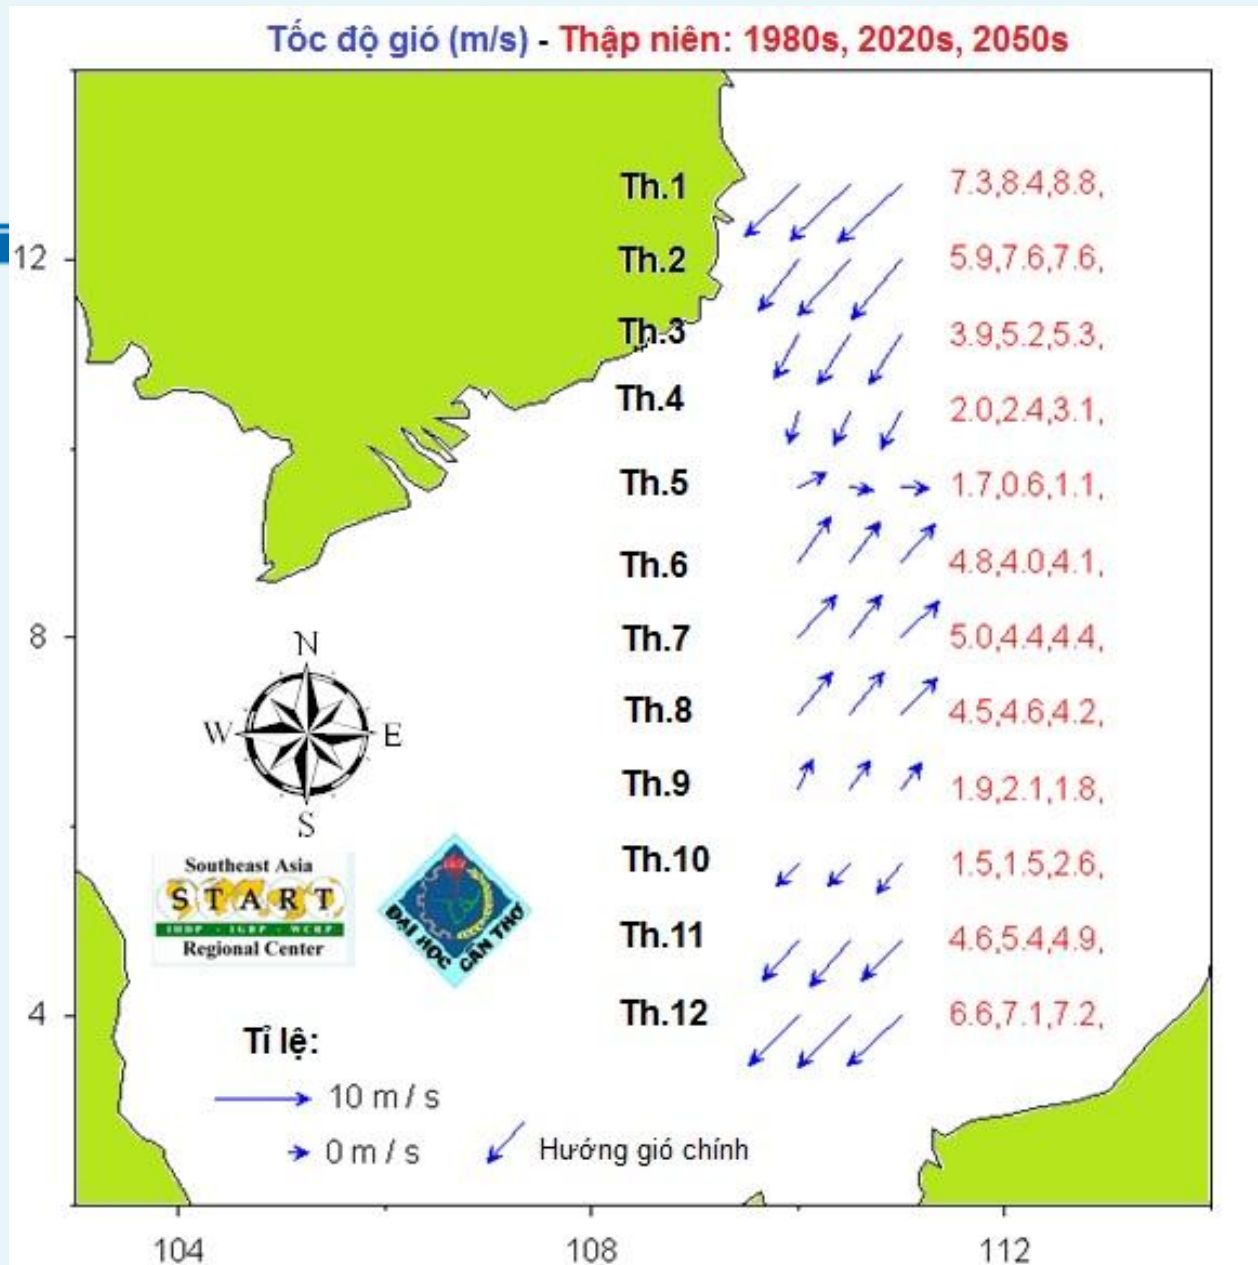 Tốc độ gió (m/s) - Thập niên: 1980s, 2020s, 2050s
Th.1 7.3,8.4,8.8,
12
Th.2 5.9,7.6,7.6,
Th.3 3.9,5.2,5.3,
Th.4 2.0,2.4,3.1,
Th.5 1.7,0.6,1.1,
Th.6 4.8,4.0,4.1,
8
Th.7 5.0,4.4,4.4,
N
W E
S
Th.8 4.5,4.6,4.2,
Th.9 1.9,2.1,1.8,
Th.10 1.5,1.5,2.6,
Southeast Asia
START
IHDP · IGBP · WCRP
Regional Center
ĐẠI HỌC CẦN THƠ
Th.11 4.6,5.4,4.9,
4
Th.12 6.6,7.1,7.2,
Tỉ lệ:
10 m / s
0 m / s
Hướng gió chính
104 108 112